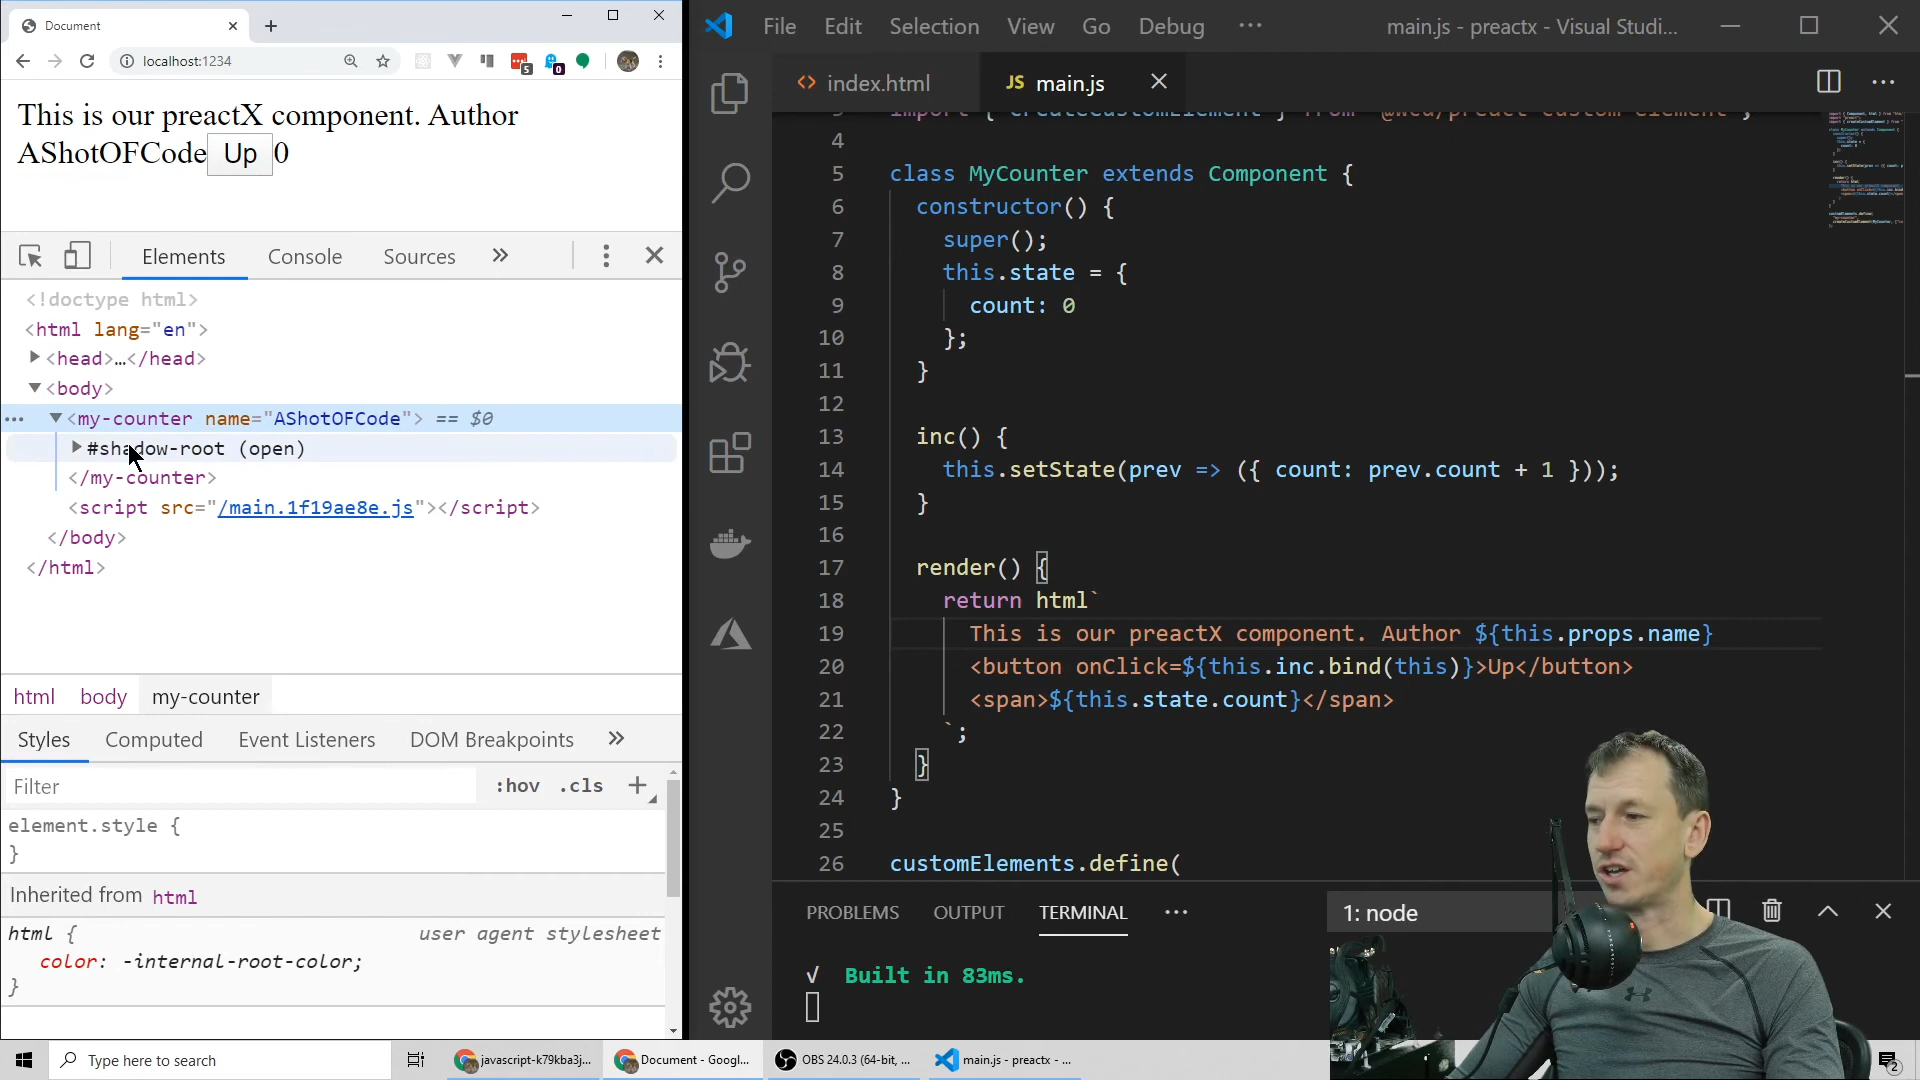 Document
localhost:1234
5
0
This is our preactX component. Author
AShotOFCode Up 0
Elements Console Sources
<!doctype html>
<html lang="en">
<head>…</head>
<body>
<my-counter name="AShotOFCode"> == $0
#shadow-root (open)
</my-counter>
<script src="/main.1f19ae8e.js"></script>
</body>
</html>
html body my-counter
Styles Computed Event Listeners DOM Breakpoints
Filter :hov .cls
element.style {
}
Inherited from html
html { user agent stylesheet
color: -internal-root-color;
}
File Edit Selection View Go Debug ··· main.js - preactx - Visual Studi...
<> index.html JS main.js
4
5 class MyCounter extends Component {
6 constructor() {
7 super();
8 this.state = {
9 count: 0
10 };
11 }
12
13 inc() {
14 this.setState(prev => ({ count: prev.count + 1 }));
15 }
16
17 render() {
18 return html`
19 This is our preactX component. Author ${this.props.name}
20 <button onClick=${this.inc.bind(this)}>Up</button>
21 <span>${this.state.count}</span>
22 `;
23 }
24 }
25
26 customElements.define(
PROBLEMS OUTPUT TERMINAL ··· 1: node
√ Built in 83ms.
Type here to search
javascript-k79kba3j...
Document - Googl...
OBS 24.0.3 (64-bit, ...
main.js - preactx - ...
2